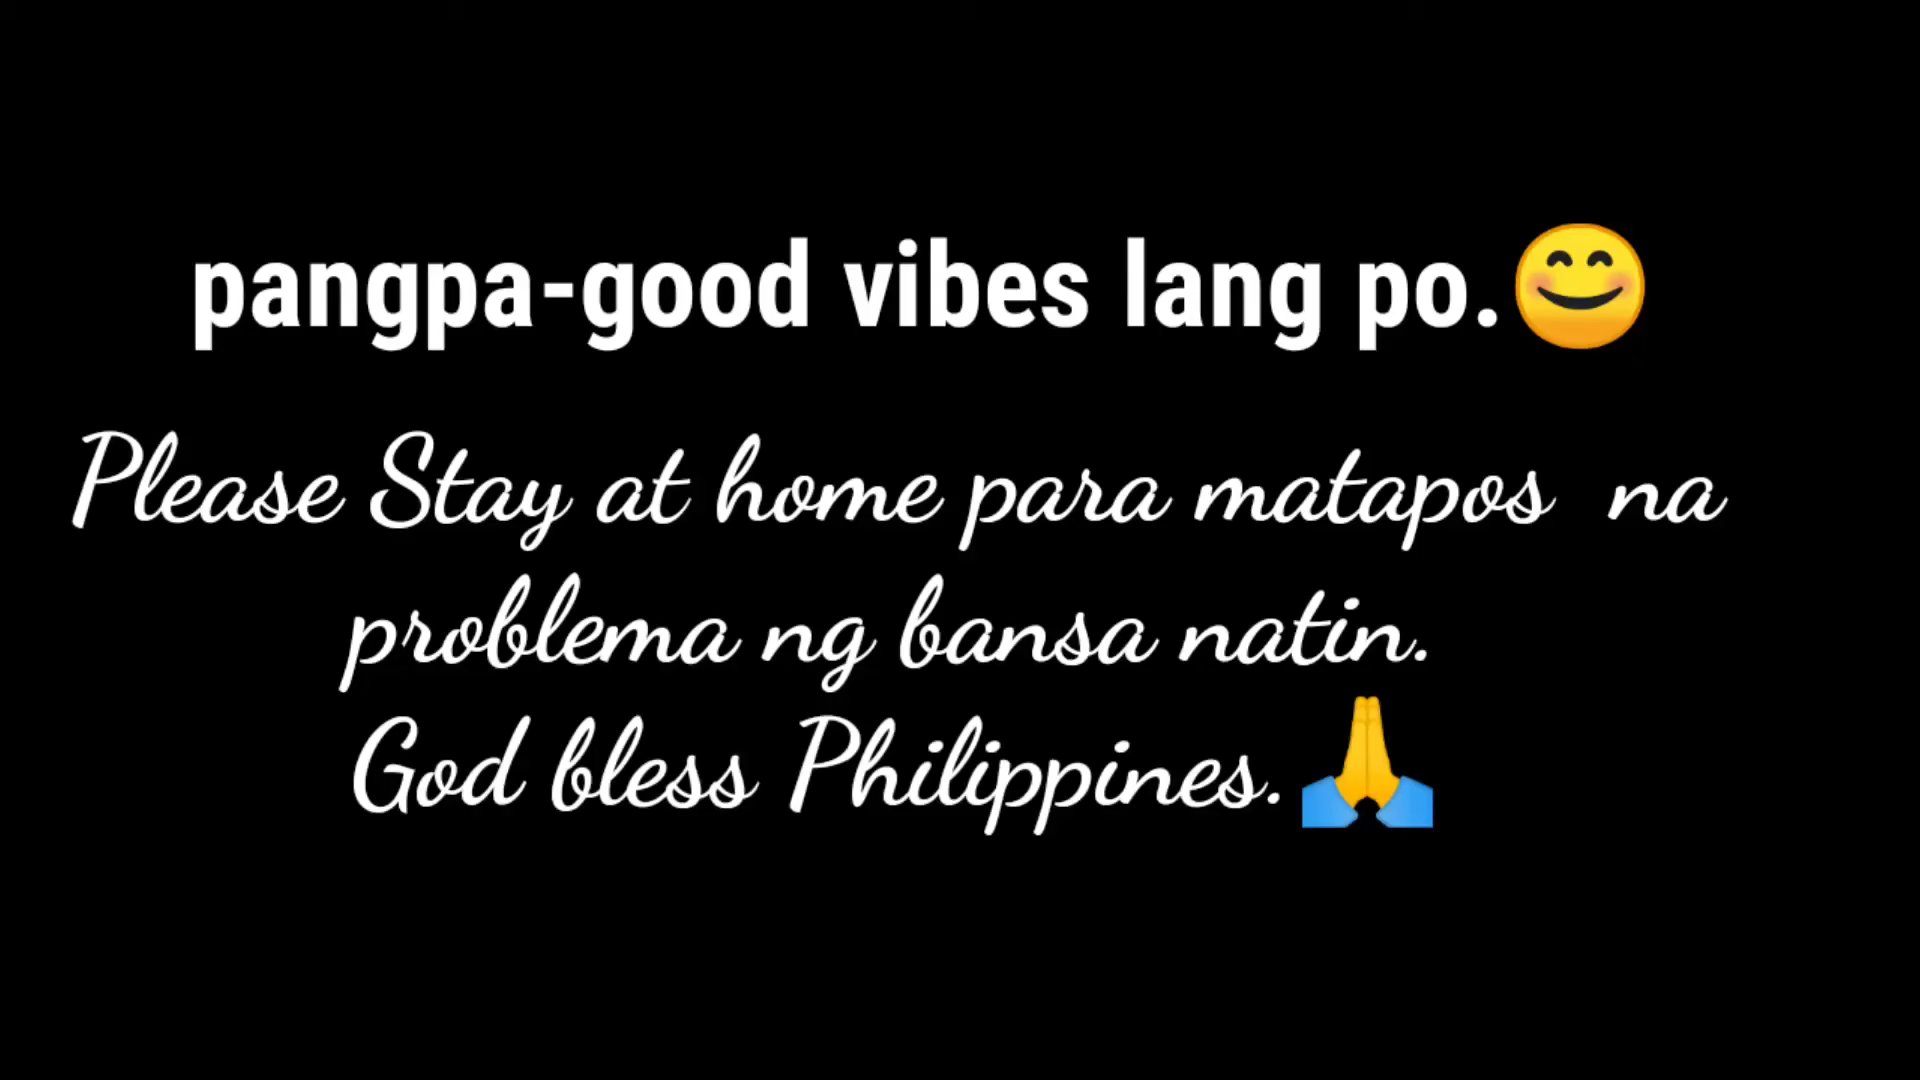 pangpa-good vibes lang po.😊
Please Stay at home para matapos na
problema ng bansa natin.
God bless Philippines.🙏